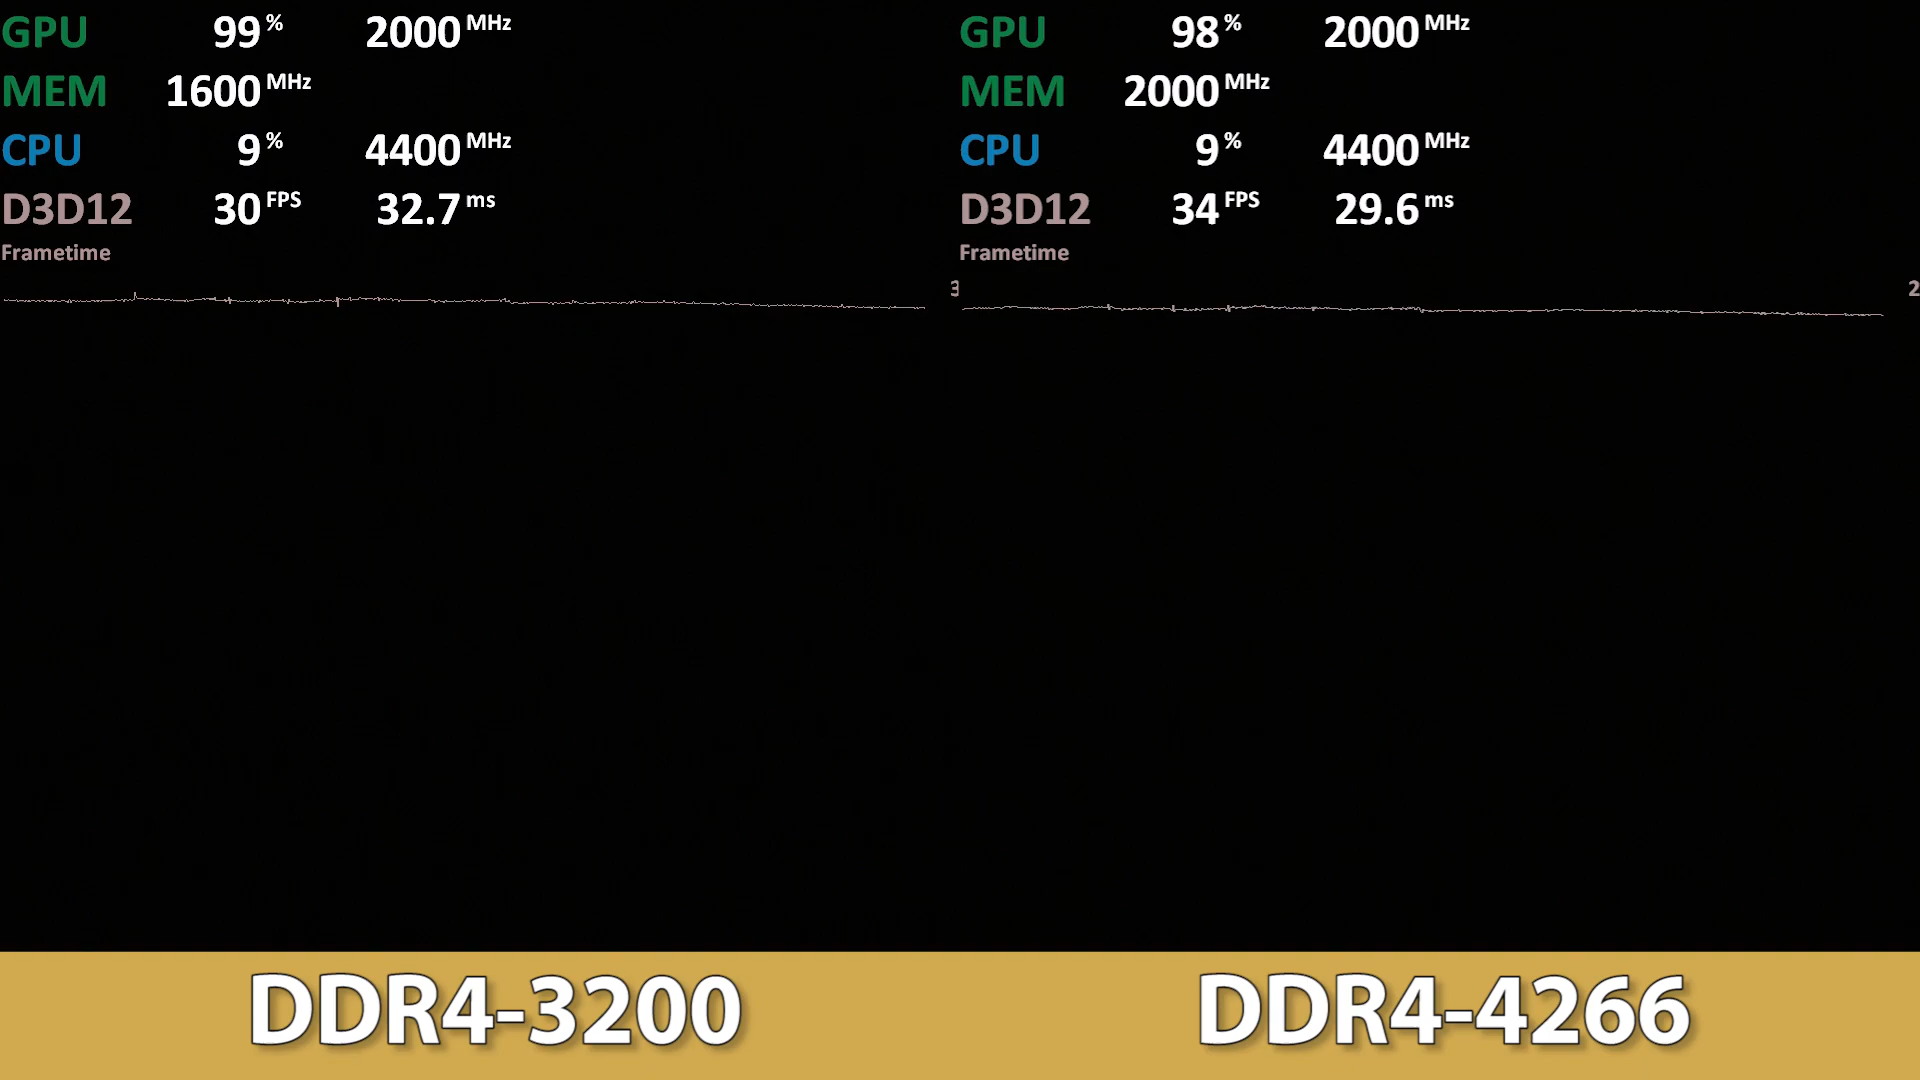 GPU 99 % 2000 MHz
MEM 1600 MHz
CPU 9 % 4400 MHz
D3D12 30 FPS 32.7 ms
Frametime
3
GPU 98 % 2000 MHz
MEM 2000 MHz
CPU 9 % 4400 MHz
D3D12 34 FPS 29.6 ms
Frametime
2
DDR4-3200
DDR4-4266